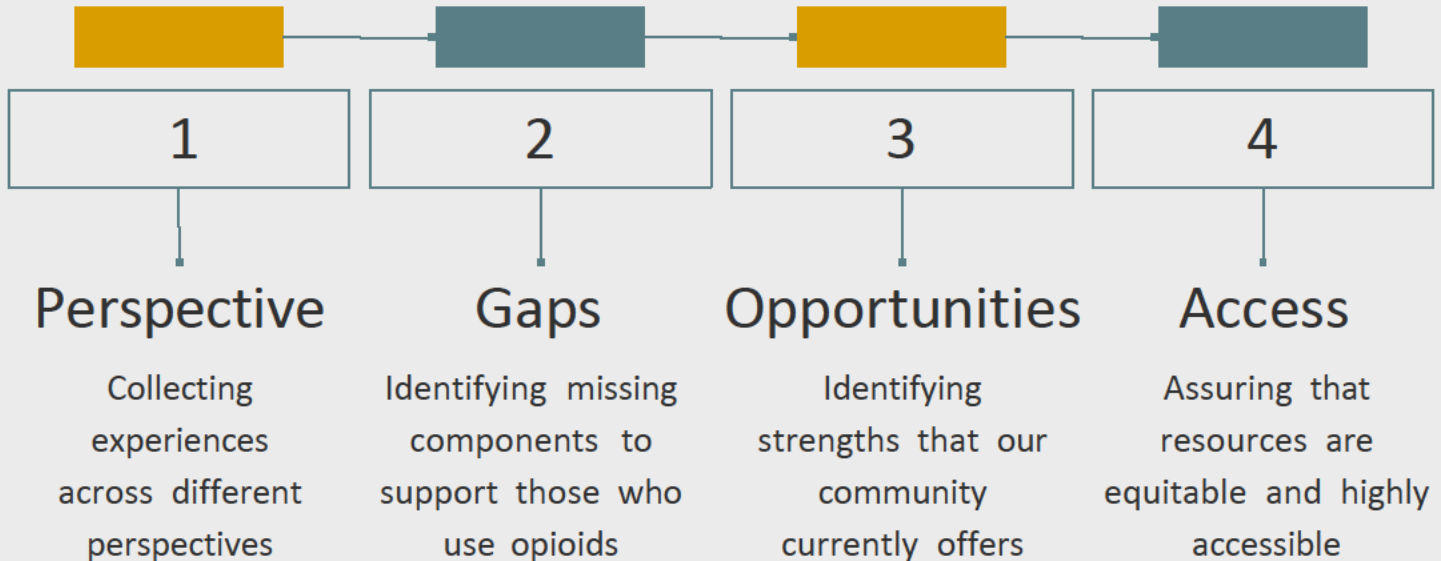 1
2
3
4
Perspective
Gaps
Opportunities
Access
Collecting
experiences
across different
perspectives
Identifying missing
components to
support those who
use opioids
Identifying
strengths that our
community
currently offers
Assuring that
resources are
equitable and highly
accessible